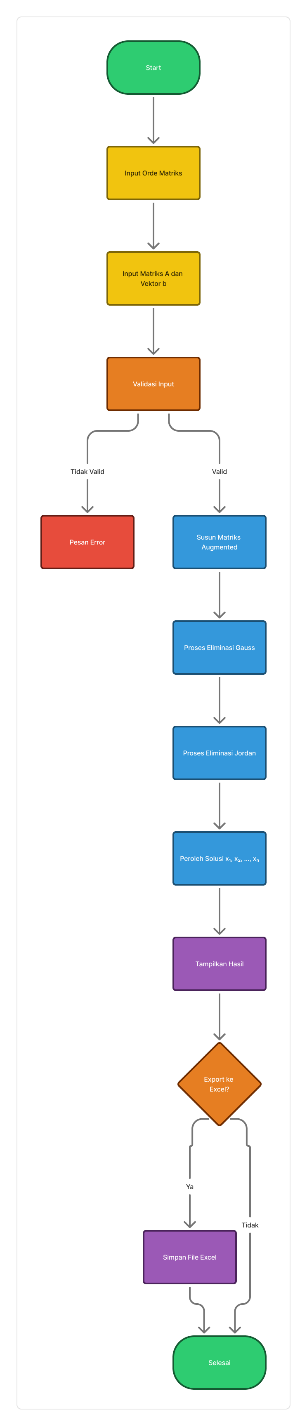 Start
Input Orde Matriks
Input Matriks A dan
Vektor b
Validasi Input
Tidak Valid
Valid
Pesan Error
Susun Matriks
Augmented
Proses Eliminasi Gauss
Proses Eliminasi Jordan
Peroleh Solusi x₁, x₂, ..., xₙ
Tampilkan Hasil
Export ke
Excel?
Ya
Tidak
Simpan File Excel
Selesai